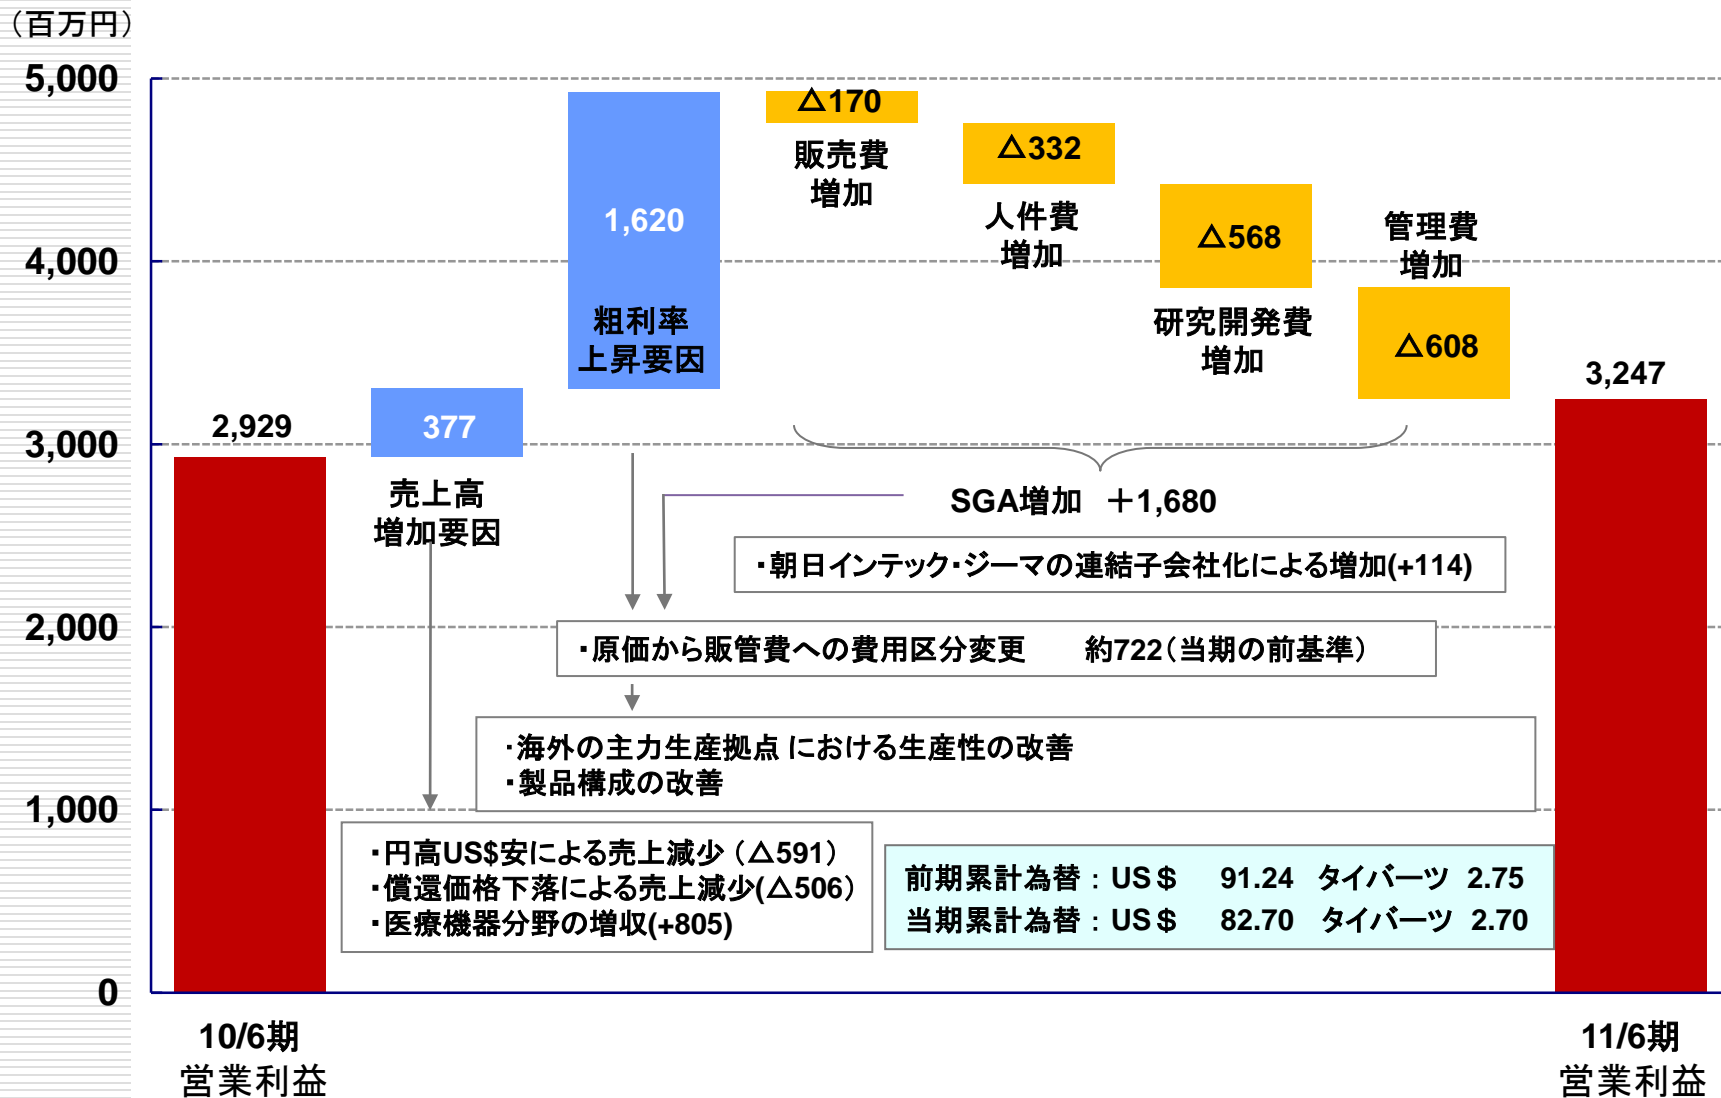 （百万円）
5,000
4,000
3,000
2,000
1,000
0
2,929
377
売上高
増加要因
1,620
粗利率
上昇要因
△170
販売費
増加
△332
人件費
増加
△568
研究開発費
増加
管理費
増加
△608
3,247
SGA増加　＋1,680
・朝日インテック・ジーマの連結子会社化による増加(+114)
・原価から販管費への費用区分変更　　約722（当期の前基準）
・海外の主力生産拠点 における生産性の改善
・製品構成の改善
・円高US$安による売上減少（△591）
・償還価格下落による売上減少(△506）
・医療機器分野の増収(+805)
前期累計為替：US＄　91.24　タイバーツ　2.75
当期累計為替：US＄　82.70　タイバーツ　2.70
10/6期
営業利益
11/6期
営業利益